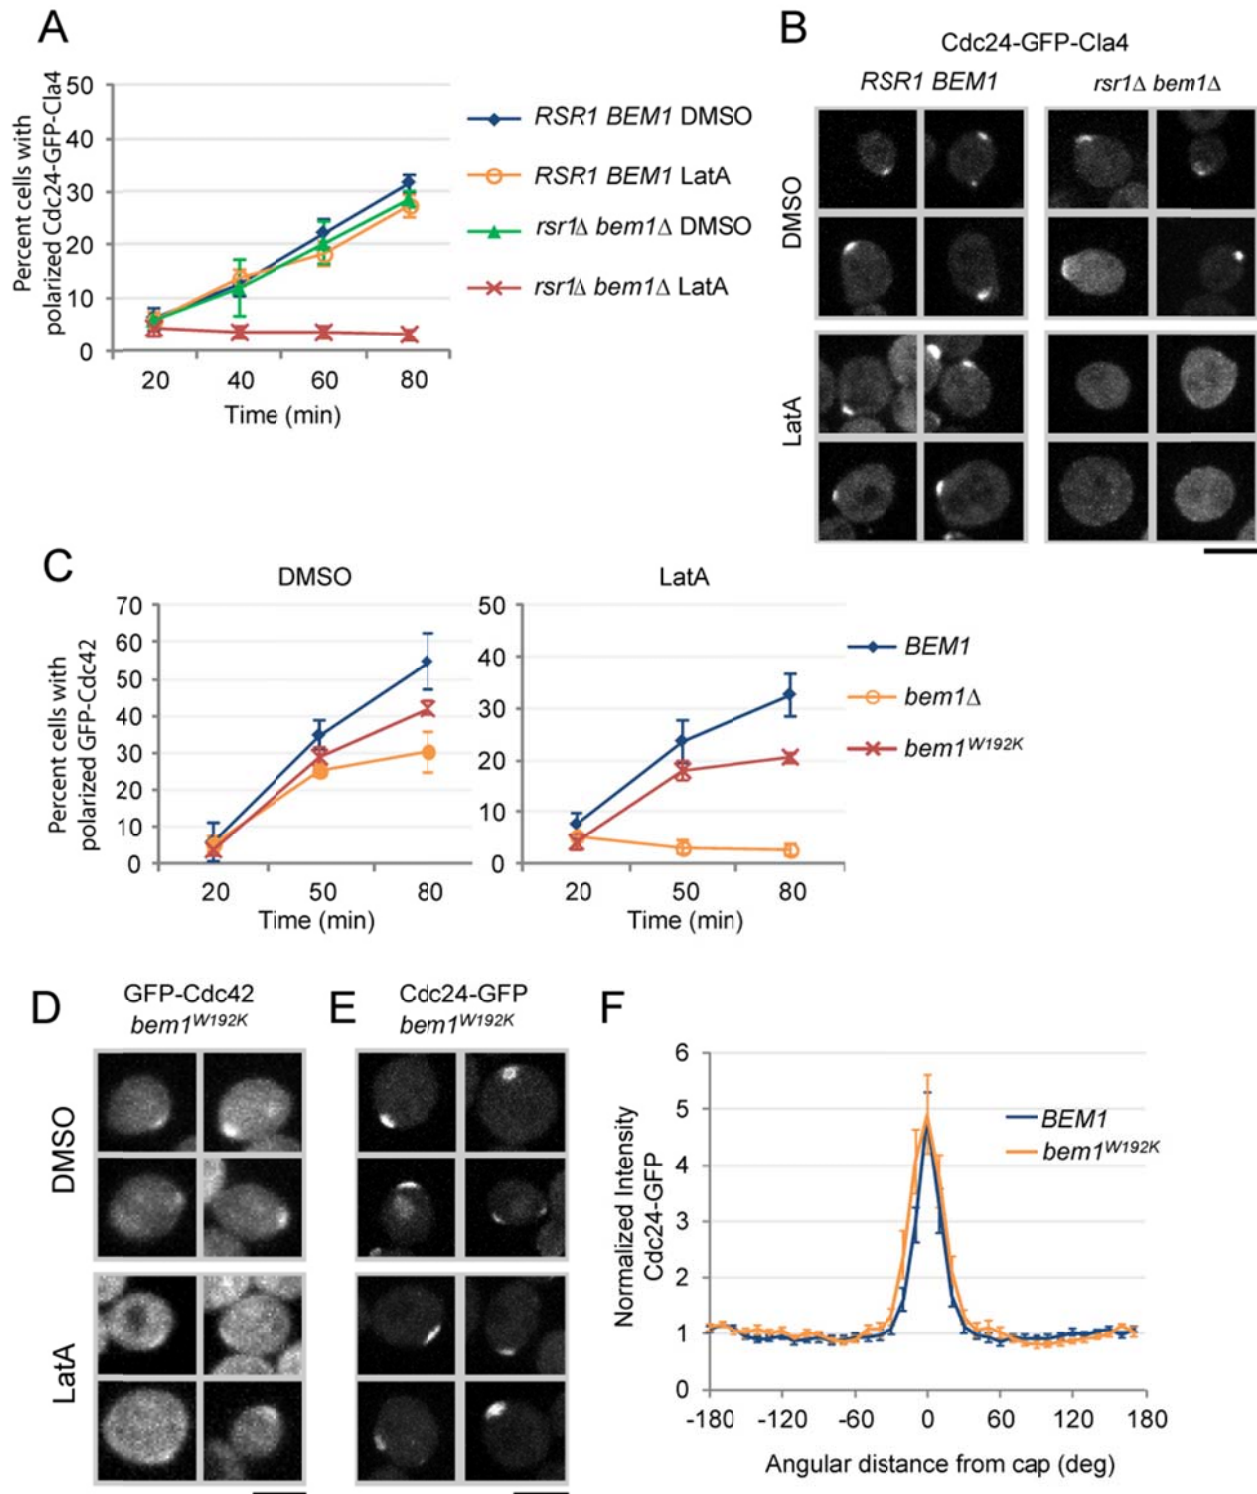 A
Percent cells with
polarized Cdc24-GFP-Cla4
50
40
30
20
10
0
20 40 60 80
Time (min)
RSR1 BEM1 DMSO
RSR1 BEM1 LatA
rsr1Δ bem1Δ DMSO
rsr1Δ bem1Δ LatA
B
Cdc24-GFP-Cla4
RSR1 BEM1 rsr1Δ bem1Δ
DMSO
LatA
C
DMSO
Percent cells with
polarized GFP-Cdc42
70
60
50
40
30
20
10
0
20 50 80
Time (min)
LatA
50
40
30
20
10
0
20 50 80
Time (min)
BEM1
bem1Δ
bem1W192K
D
GFP-Cdc42
bem1W192K
DMSO
LatA
E
Cdc24-GFP
bem1W192K
F
Normalized Intensity
Cdc24-GFP
6
5
4
3
2
1
0
-180 -120 -60 0 60 120 180
Angular distance from cap (deg)
BEM1
bem1W192K